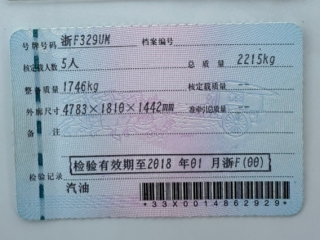 号牌号码 浙F329UM 档案编号
核定载人数 5人 总质量 2215kg
整备质量 1746kg 核定载质量 --
外廓尺寸 4783×1810×1442mm 准牵引总质量 --
备注
检验有效期至2018 年01 月浙F(00)
检验记录
汽油
*33X0014862929*